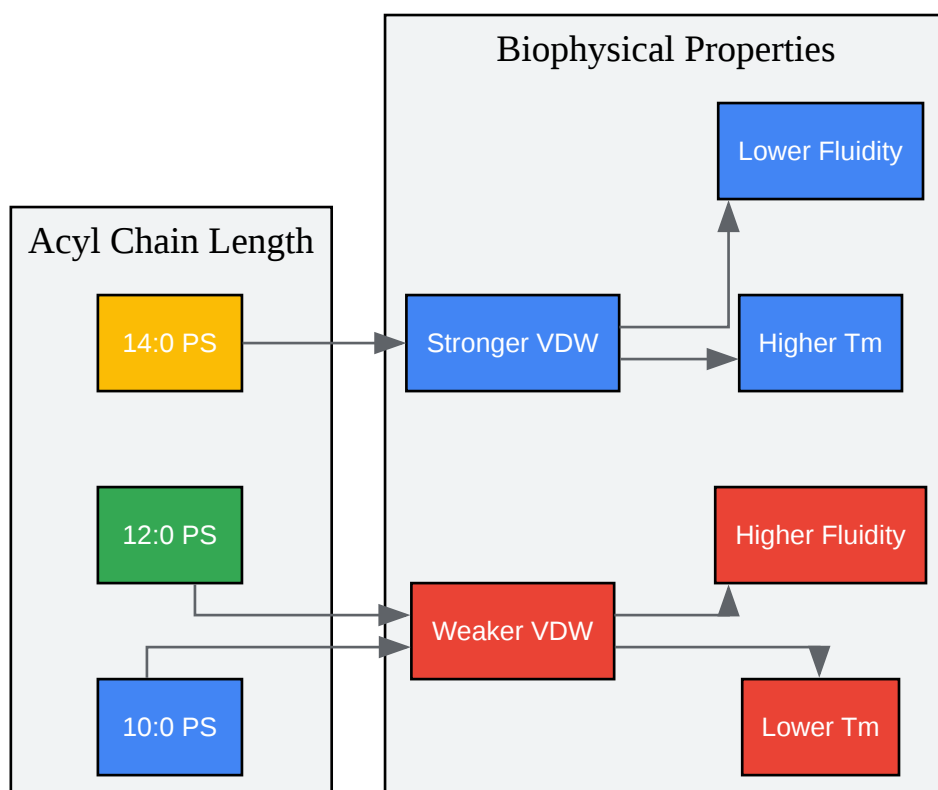 Biophysical Properties
Lower Fluidity
Acyl Chain Length
14:0 PS
Stronger VDW
Higher Tm
12:0 PS
Higher Fluidity
Weaker VDW
10:0 PS
Lower Tm